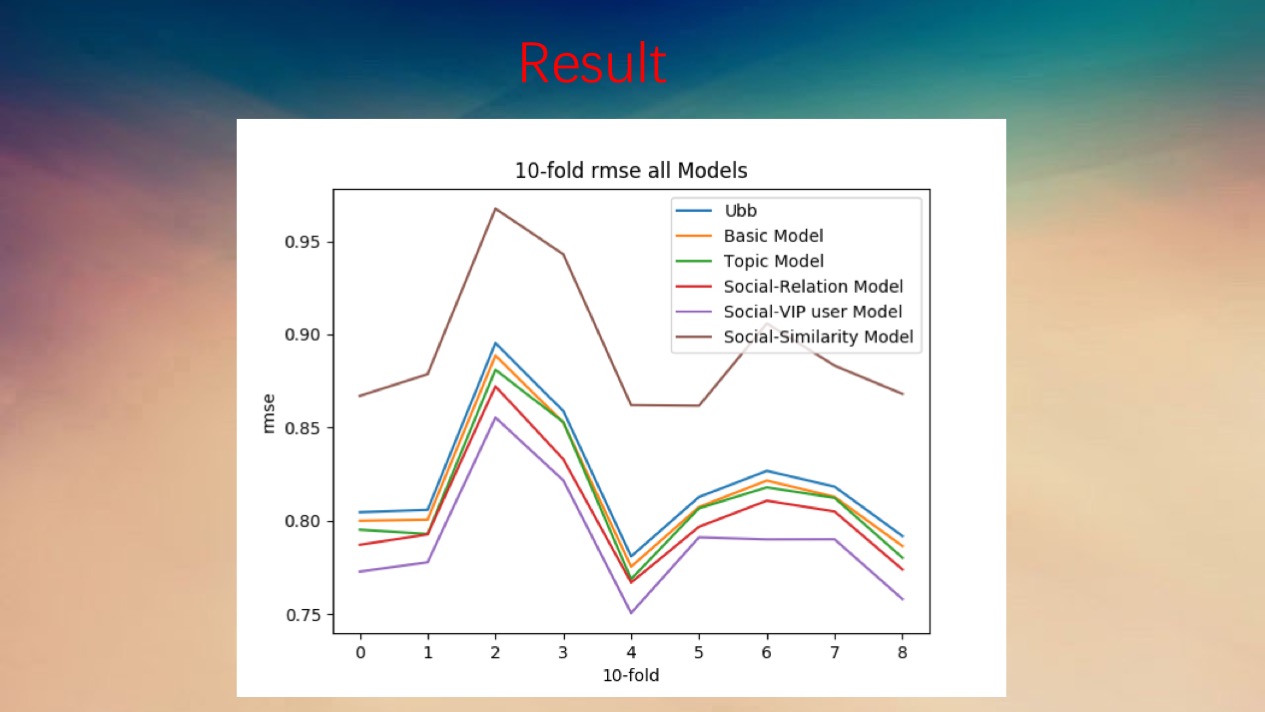 Result
10-fold rmse all Models
Ubb
Basic Model
Topic Model
Social-Relation Model
Social-VIP user Model
Social-Similarity Model
rmse
0.95
0.90
0.85
0.80
0.75
0 1 2 3 4 5 6 7 8
10-fold